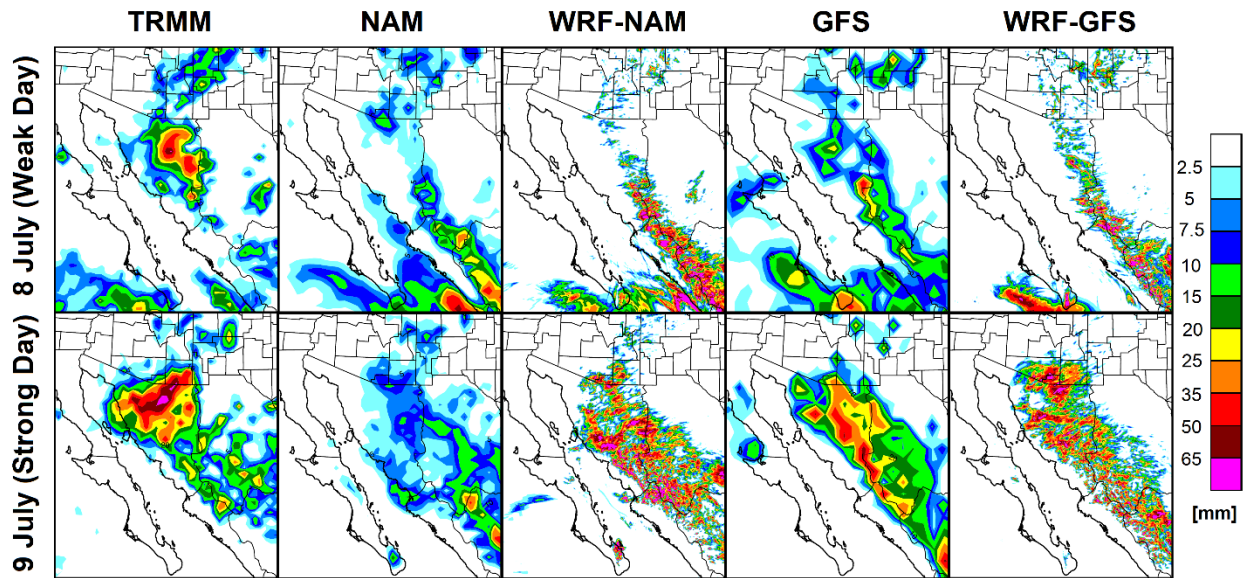 TRMM NAM WRF-NAM GFS WRF-GFS
8 July (Weak Day)
9 July (Strong Day)
2.5
5
7.5
10
15
20
25
35
50
65
[mm]